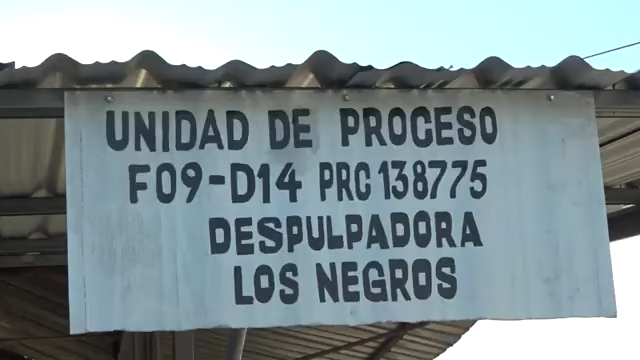 UNIDAD DE PROCESO
F09-D14 PRC 138775
DESPULPADORA
LOS NEGROS